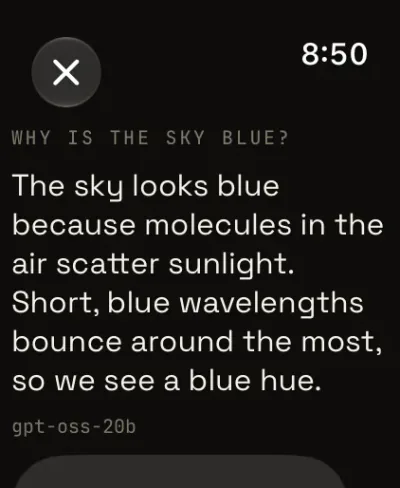 8:50
WHY IS THE SKY BLUE?
The sky looks blue
because molecules in the
air scatter sunlight.
Short, blue wavelengths
bounce around the most,
so we see a blue hue.
gpt-oss-20b